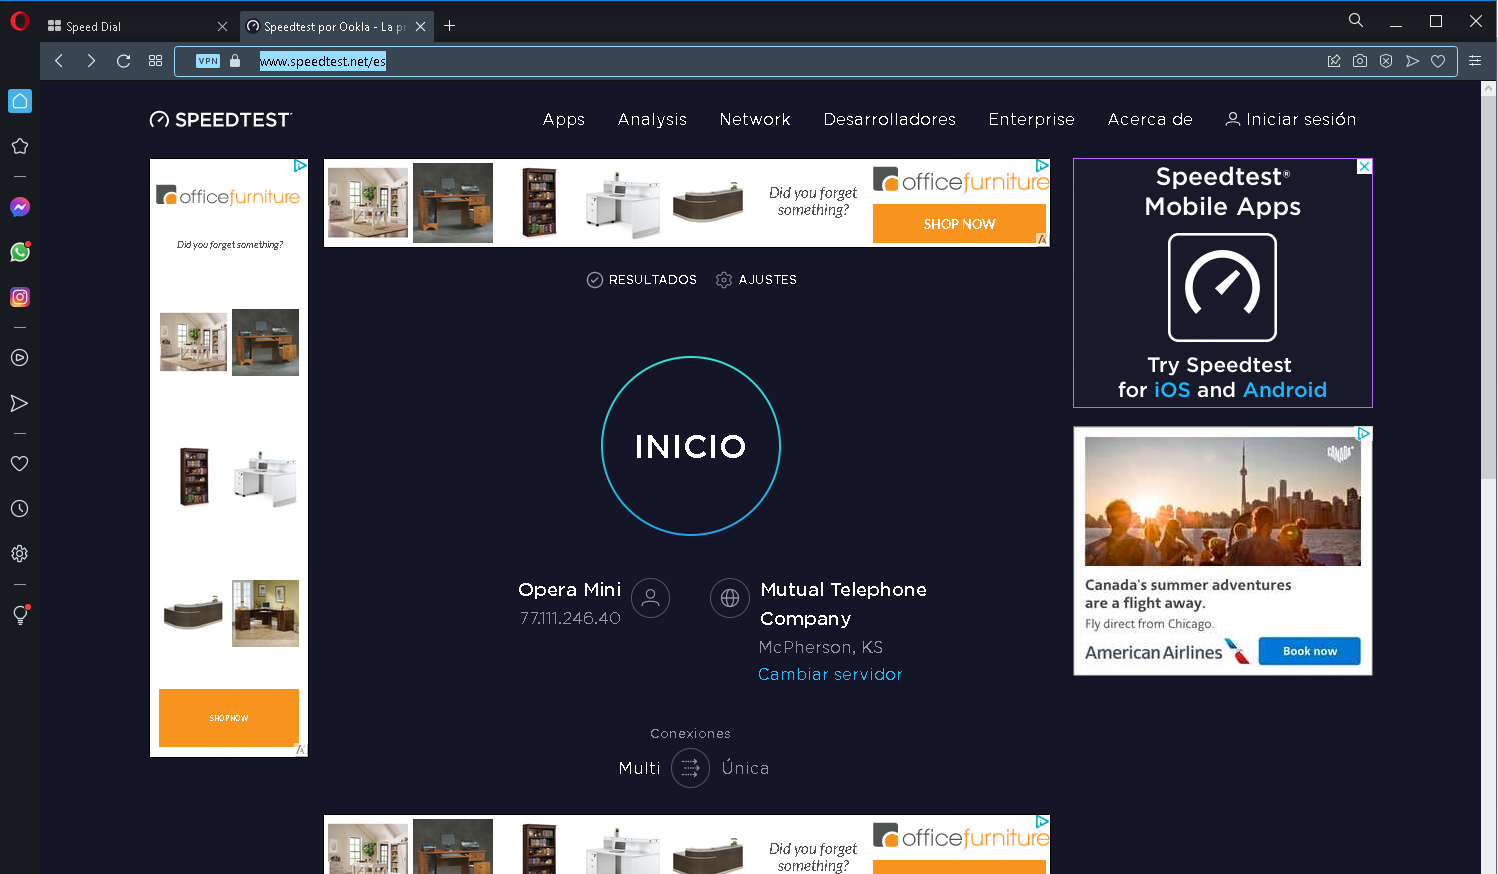 Speed Dial
Speedtest por Ookla - La pr
VPN
www.speedtest.net/es
SPEEDTEST
Apps
Analysis
Network
Desarrolladores
Enterprise
Acerca de
Iniciar sesión
officefurniture
Did you forget something?
SHOP NOW
Did you forget
something?
officefurniture
SHOP NOW
RESULTADOS
AJUSTES
INICIO
Opera Mini
77.111.246.40
Mutual Telephone
Company
McPherson, KS
Cambiar servidor
Conexiones
Multi
Única
Speedtest®
Mobile Apps
Try Speedtest
for iOS and Android
CANADA
Canada's summer adventures
are a flight away.
Fly direct from Chicago.
American Airlines
Book now
Did you forget
something?
officefurniture